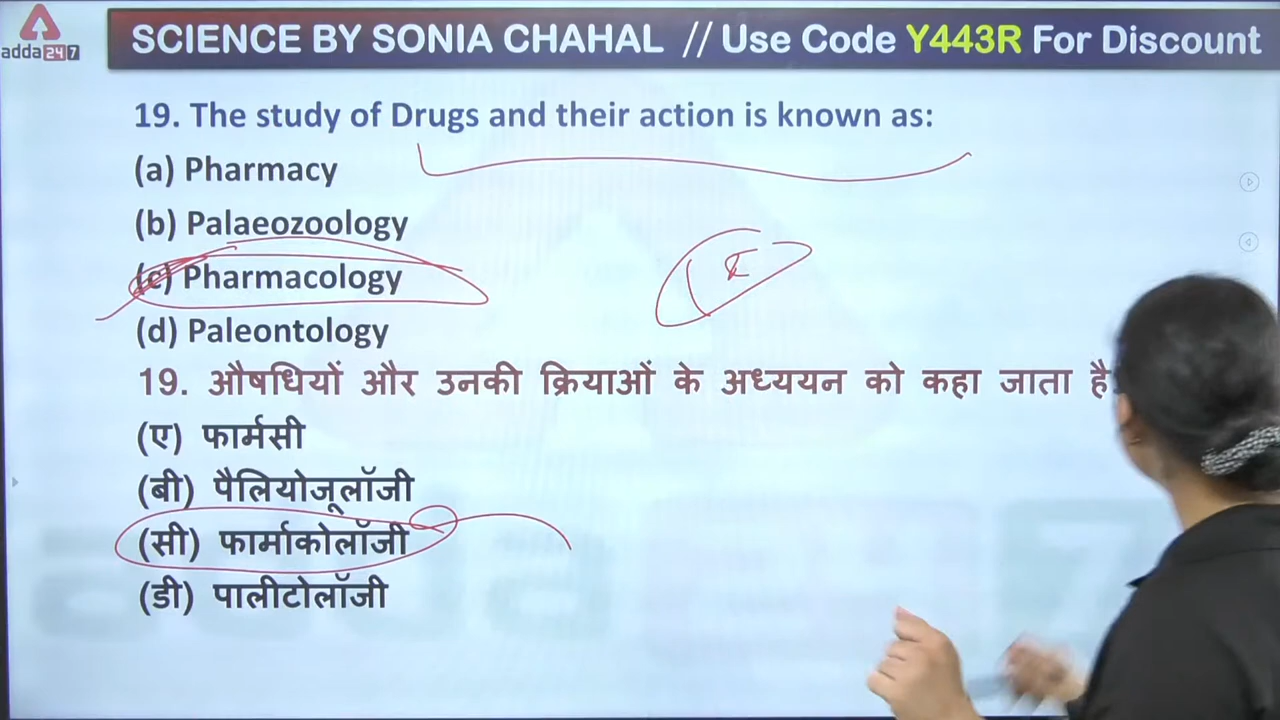 adda247
SCIENCE BY SONIA CHAHAL // Use Code Y443R For Discount
19. The study of Drugs and their action is known as:
(a) Pharmacy
(b) Palaeozoology
(c) Pharmacology
(d) Paleontology
19. औषधियों और उनकी क्रियाओं के अध्ययन को कहा जाता है
(ए) फार्मसी
(बी) पैलियोजूलॉजी
(सी) फार्माकोलॉजी
(डी) पालीटोलॉजी